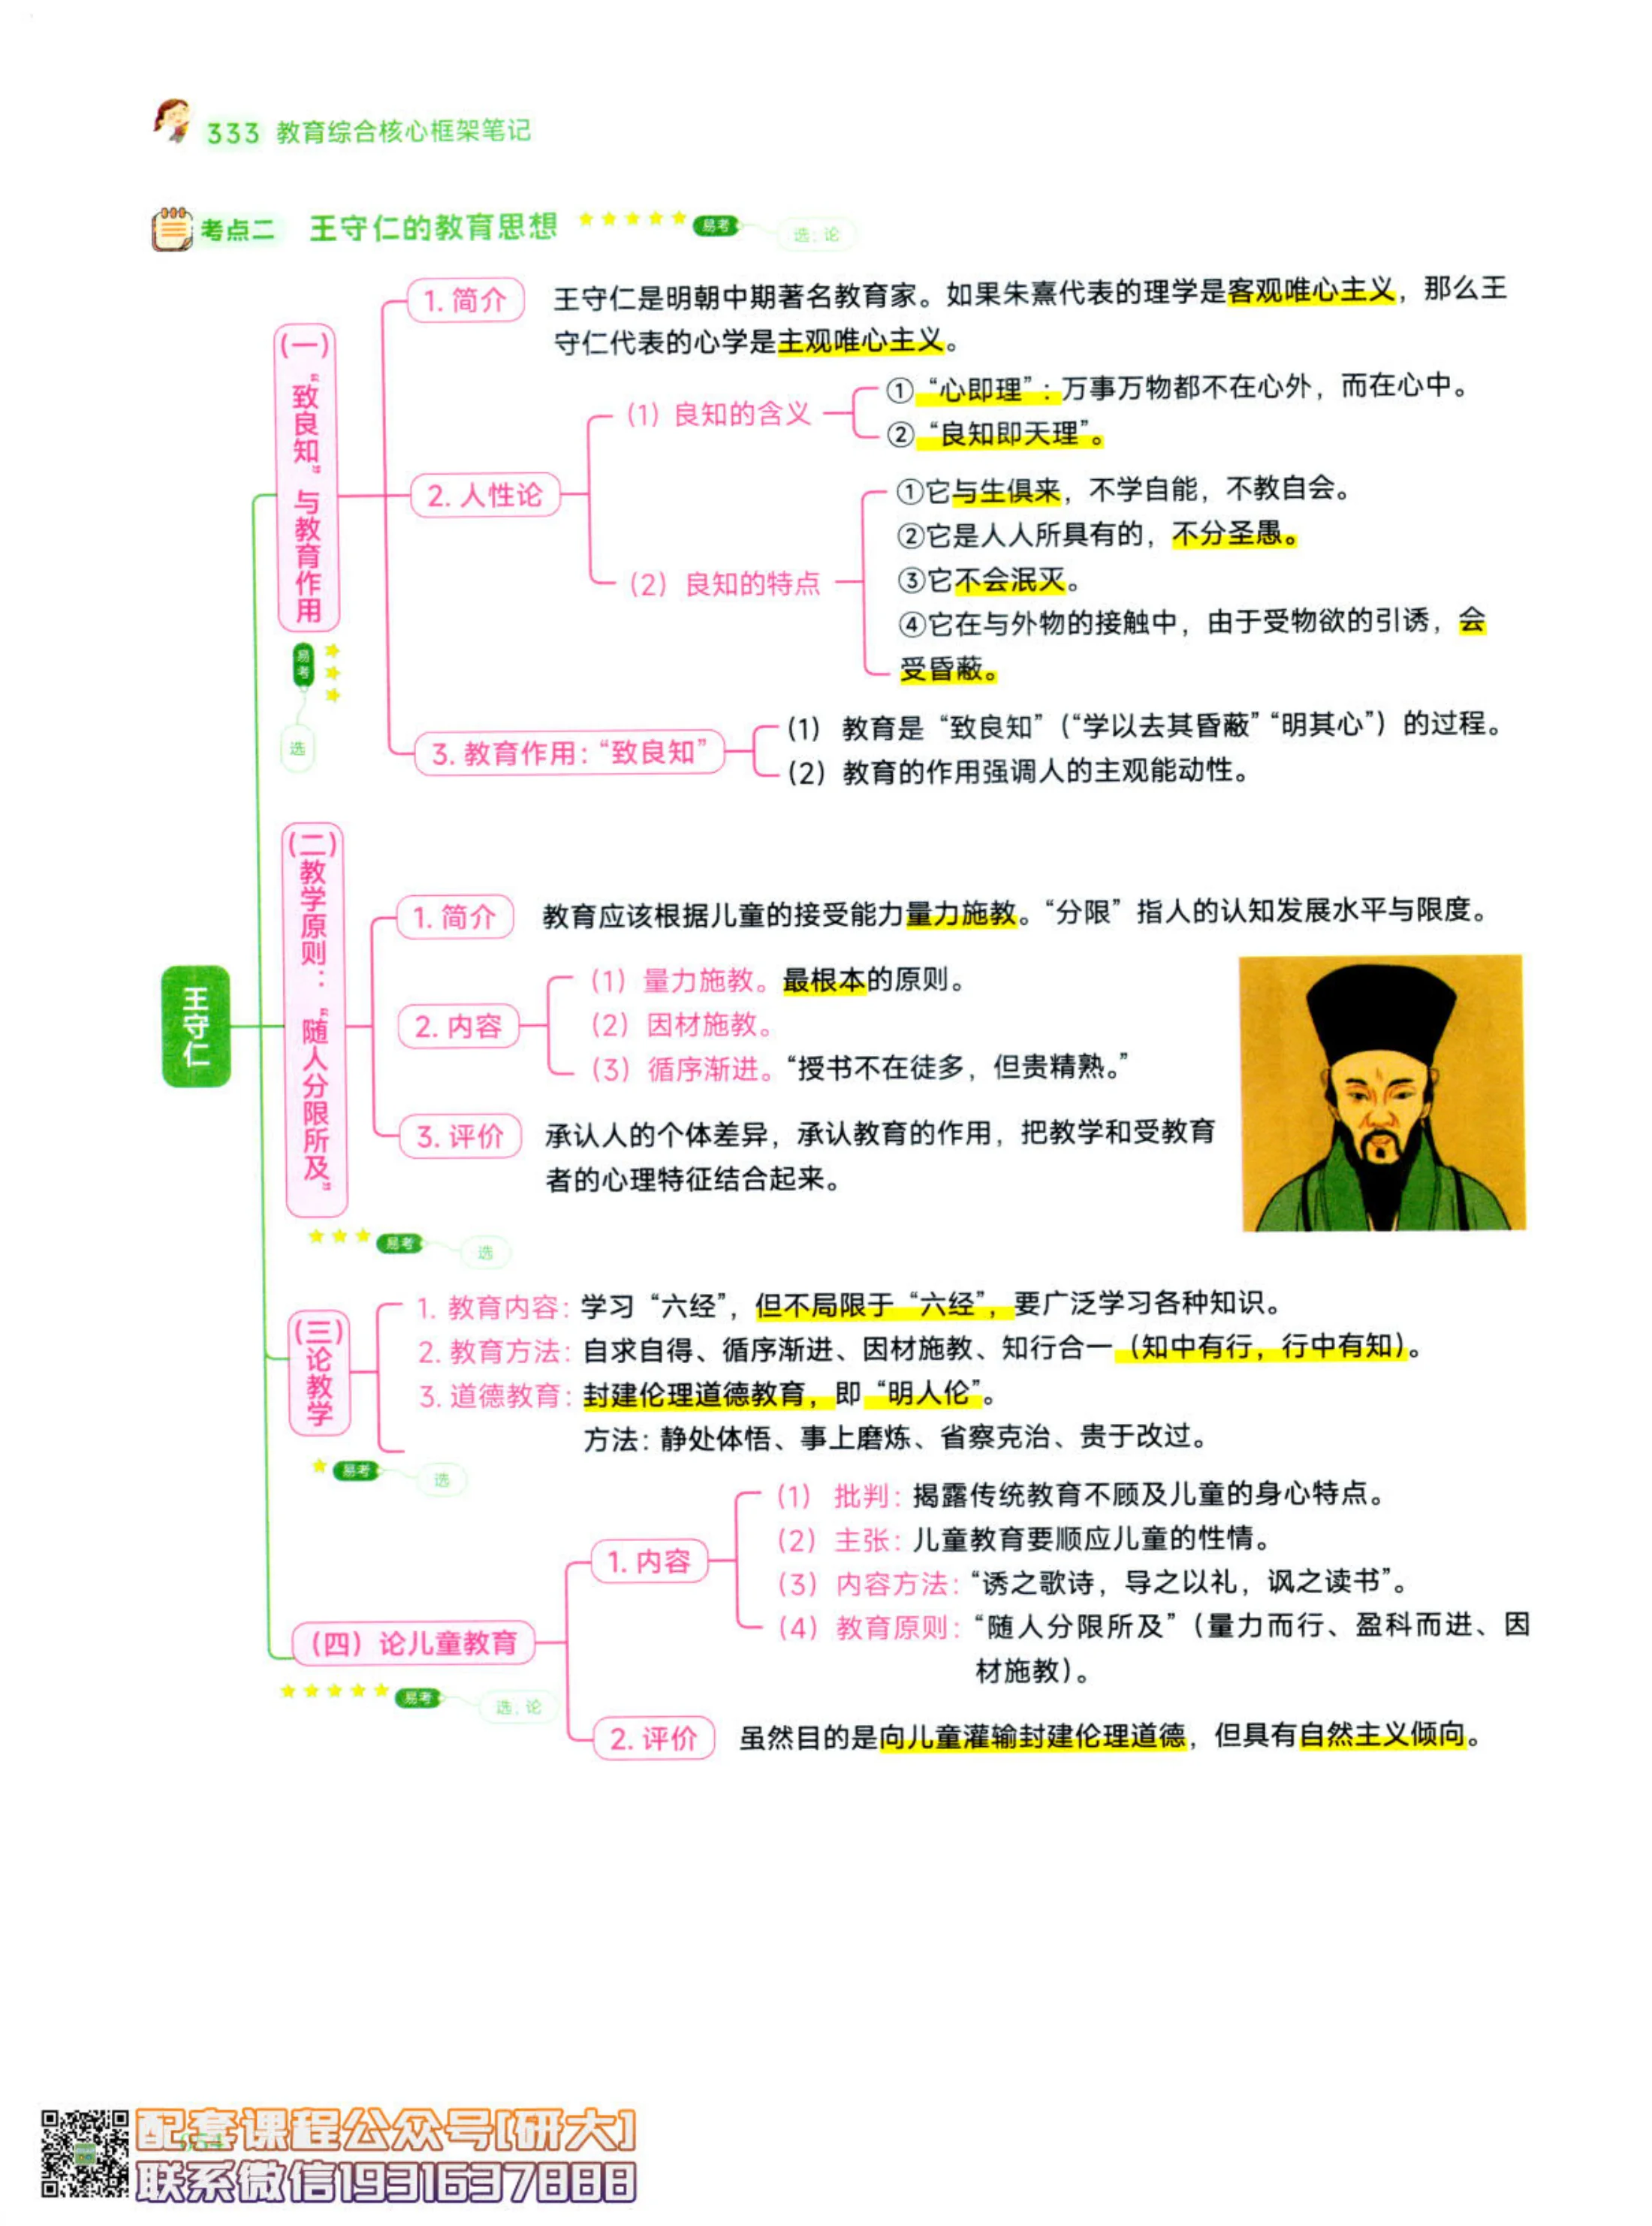 333 教育综合核心框架笔记
考点二 王守仁的教育思想 易考 选;论
王守仁
(一)“致良知”与教育作用
易考
选
1. 简介
王守仁是明朝中期著名教育家。如果朱熹代表的理学是客观唯心主义，那么王
守仁代表的心学是主观唯心主义。
2. 人性论
(1) 良知的含义
①“心即理”：万事万物都不在心外，而在心中。
②“良知即天理”。
(2) 良知的特点
①它与生俱来，不学自能，不教自会。
②它是人人所具有的，不分圣愚。
③它不会泯灭。
④它在与外物的接触中，由于受物欲的引诱，会
受昏蔽。
3. 教育作用：“致良知”
(1) 教育是“致良知”(“学以去其昏蔽”“明其心”) 的过程。
(2) 教育的作用强调人的主观能动性。
(二)教学原则：“随人分限所及”
1. 简介
教育应该根据儿童的接受能力量力施教。“分限”指人的认知发展水平与限度。
2. 内容
(1) 量力施教。最根本的原则。
(2) 因材施教。
(3) 循序渐进。“授书不在徒多，但贵精熟。”
3. 评价
承认人的个体差异，承认教育的作用，把教学和受教育
者的心理特征结合起来。
易考 选
(三)论教学
1. 教育内容：学习“六经”，但不局限于“六经”，要广泛学习各种知识。
2. 教育方法：自求自得、循序渐进、因材施教、知行合一 (知中有行，行中有知)。
3. 道德教育：封建伦理道德教育，即“明人伦”。
方法：静处体悟、事上磨炼、省察克治、贵于改过。
易考 选
(四) 论儿童教育
易考 选;论
1. 内容
(1) 批判：揭露传统教育不顾及儿童的身心特点。
(2) 主张：儿童教育要顺应儿童的性情。
(3) 内容方法：“诱之歌诗，导之以礼，讽之读书”。
(4) 教育原则：“随人分限所及”(量力而行、盈科而进、因
材施教)。
2. 评价
虽然目的是向儿童灌输封建伦理道德，但具有自然主义倾向。
配套课程公众号[研大]
联系微信1931637888